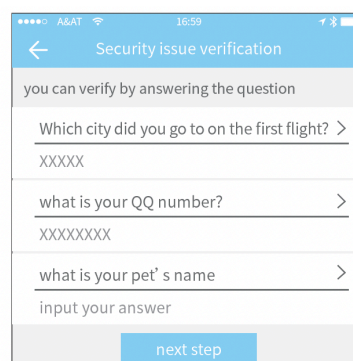 A&AT 16:59
Security issue verification
you can verify by answering the question
Which city did you go to on the first flight?
XXXXX
what is your QQ number?
XXXXXXXX
what is your pet’s name
input your answer
next step